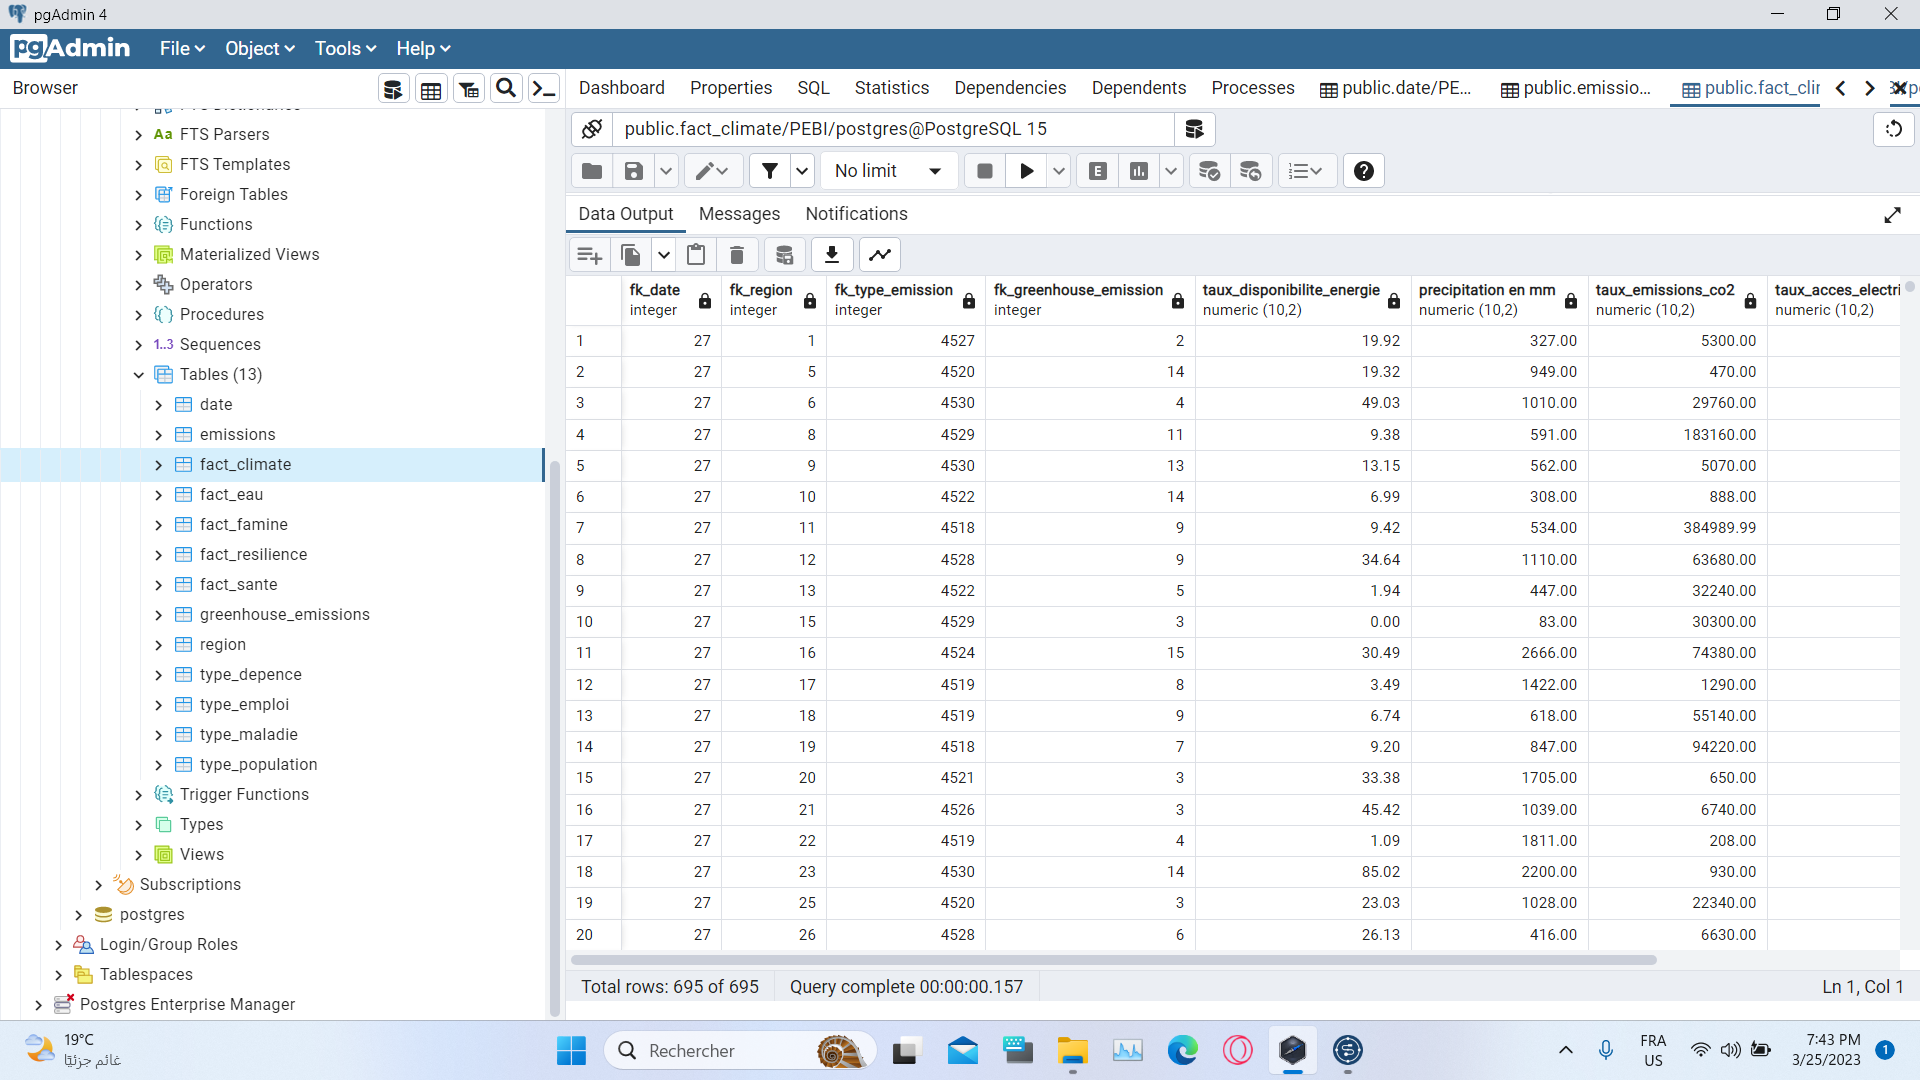 pgAdmin 4
pgAdmin File Object Tools Help
Browser
Dashboard Properties SQL Statistics Dependencies Dependents Processes public.date/PE... public.emissio... public.fact_clir
public.fact_climate/PEBI/postgres@PostgreSQL 15
No limit
E
Data Output Messages Notifications
FTS Dictionaries
Aa FTS Parsers
FTS Templates
Foreign Tables
Functions
Materialized Views
Operators
Procedures
1..3 Sequences
Tables (13)
date
emissions
fact_climate
fact_eau
fact_famine
fact_resilience
fact_sante
greenhouse_emissions
region
type_depence
type_emploi
type_maladie
type_population
Trigger Functions
Types
Views
Subscriptions
postgres
Login/Group Roles
Tablespaces
Postgres Enterprise Manager
fk_date fk_region fk_type_emission fk_greenhouse_emission taux_disponibilite_energie precipitation en mm taux_emissions_co2 taux_acces_electri
integer integer integer integer numeric (10,2) numeric (10,2) numeric (10,2) numeric (10,2)
1 27 1 4527 2 19.92 327.00 5300.00
2 27 5 4520 14 19.32 949.00 470.00
3 27 6 4530 4 49.03 1010.00 29760.00
4 27 8 4529 11 9.38 591.00 183160.00
5 27 9 4530 13 13.15 562.00 5070.00
6 27 10 4522 14 6.99 308.00 888.00
7 27 11 4518 9 9.42 534.00 384989.99
8 27 12 4528 9 34.64 1110.00 63680.00
9 27 13 4522 5 1.94 447.00 32240.00
10 27 15 4529 3 0.00 83.00 30300.00
11 27 16 4524 15 30.49 2666.00 74380.00
12 27 17 4519 8 3.49 1422.00 1290.00
13 27 18 4519 9 6.74 618.00 55140.00
14 27 19 4518 7 9.20 847.00 94220.00
15 27 20 4521 3 33.38 1705.00 650.00
16 27 21 4526 3 45.42 1039.00 6740.00
17 27 22 4519 4 1.09 1811.00 208.00
18 27 23 4530 14 85.02 2200.00 930.00
19 27 25 4520 3 23.03 1028.00 22340.00
20 27 26 4528 6 26.13 416.00 6630.00
Total rows: 695 of 695 Query complete 00:00:00.157 Ln 1, Col 1
19°C
غائم جزئيًا
Rechercher
FRA
US
7:43 PM
3/25/2023
1